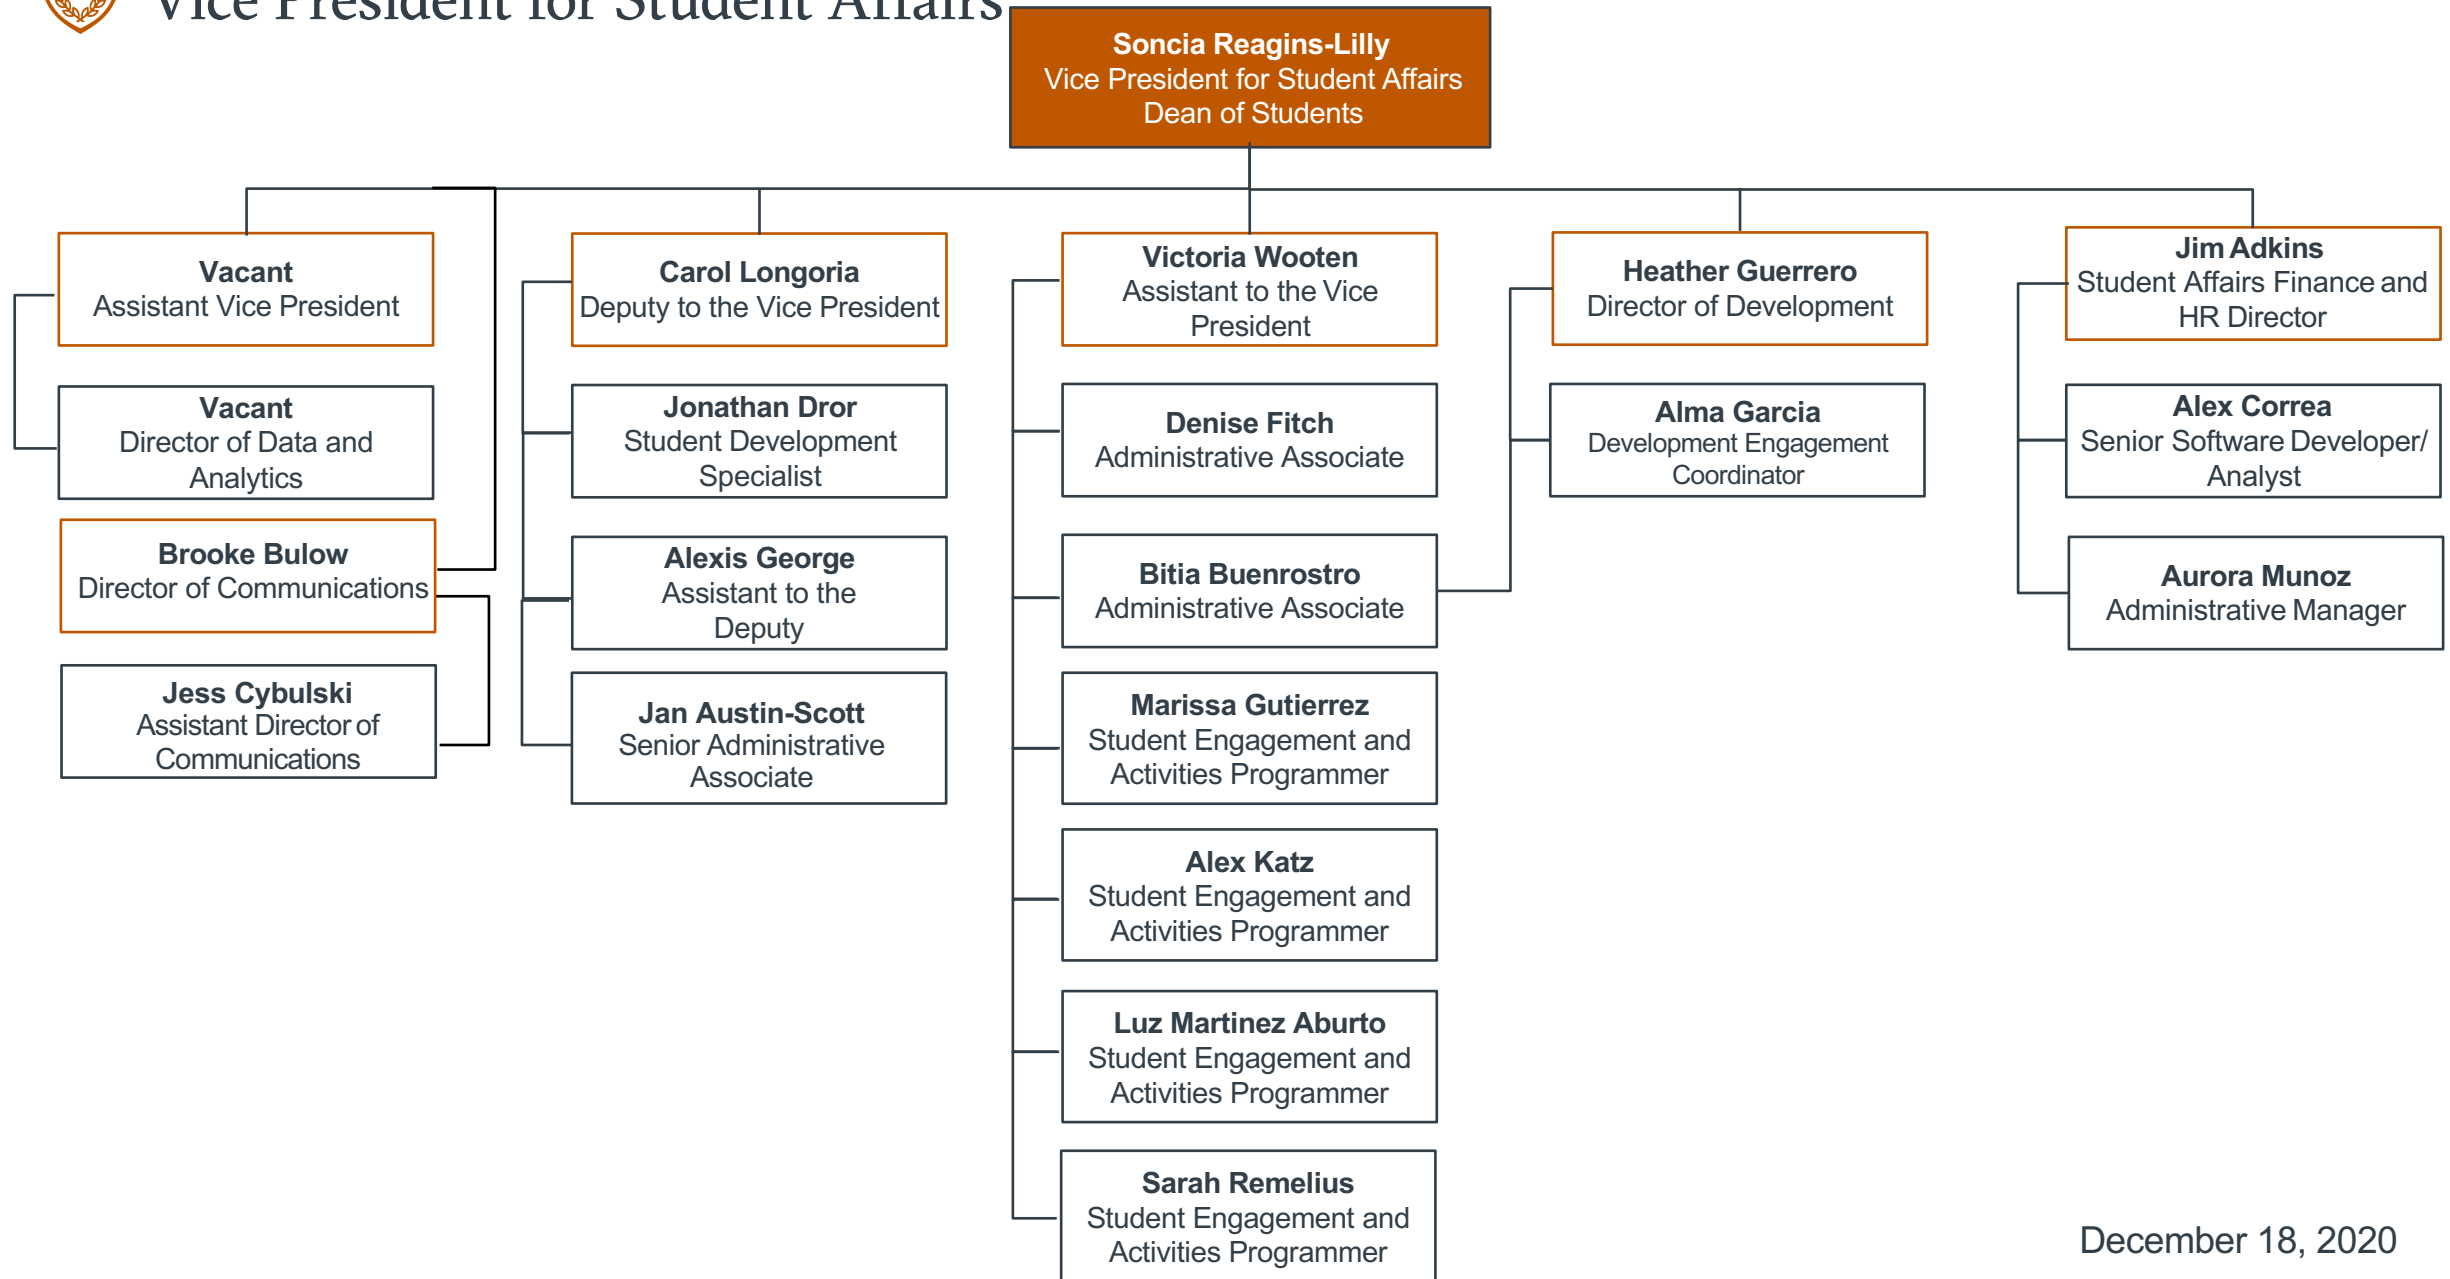 Vice President for Student Affairs
Soncia Reagins-Lilly
Vice President for Student Affairs
Dean of Students
Vacant
Assistant Vice President
Vacant
Director of Data and
Analytics
Brooke Bulow
Director of Communications
Jess Cybulski
Assistant Director of
Communications
Carol Longoria
Deputy to the Vice President
Jonathan Dror
Student Development
Specialist
Alexis George
Assistant to the
Deputy
Jan Austin-Scott
Senior Administrative
Associate
Victoria Wooten
Assistant to the Vice
President
Denise Fitch
Administrative Associate
Bitia Buenrostro
Administrative Associate
Marissa Gutierrez
Student Engagement and
Activities Programmer
Alex Katz
Student Engagement and
Activities Programmer
Luz Martinez Aburto
Student Engagement and
Activities Programmer
Sarah Remelius
Student Engagement and
Activities Programmer
Heather Guerrero
Director of Development
Alma Garcia
Development Engagement
Coordinator
Jim Adkins
Student Affairs Finance and
HR Director
Alex Correa
Senior Software Developer/
Analyst
Aurora Munoz
Administrative Manager
December 18, 2020